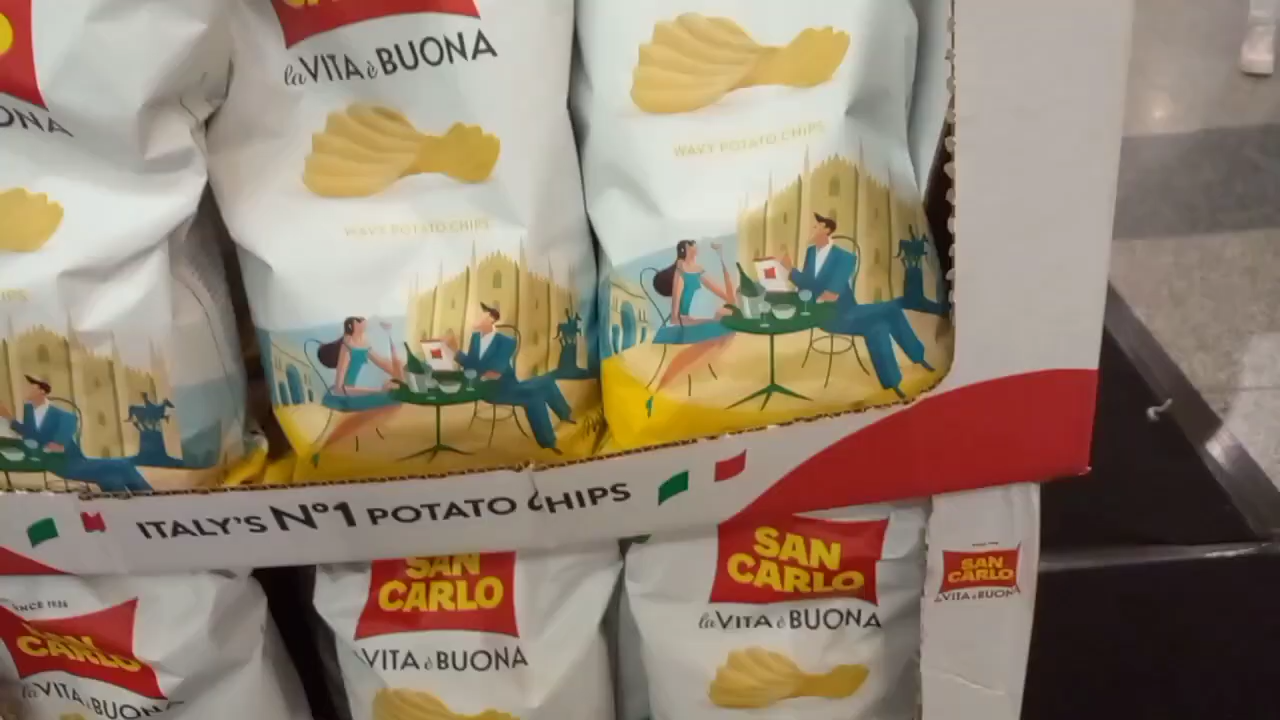 la VITA è BUONA
WAVY POTATO CHIPS
WAVY POTATO CHIPS
ITALY'S Nº1 POTATO CHIPS
SINCE 1936
SAN
CARLO
la VITA è BUONA
SAN
CARLO
la VITA è BUONA
SAN
CARLO
la VITA è BUONA
SAN
CARLO
la VITA è BUONA